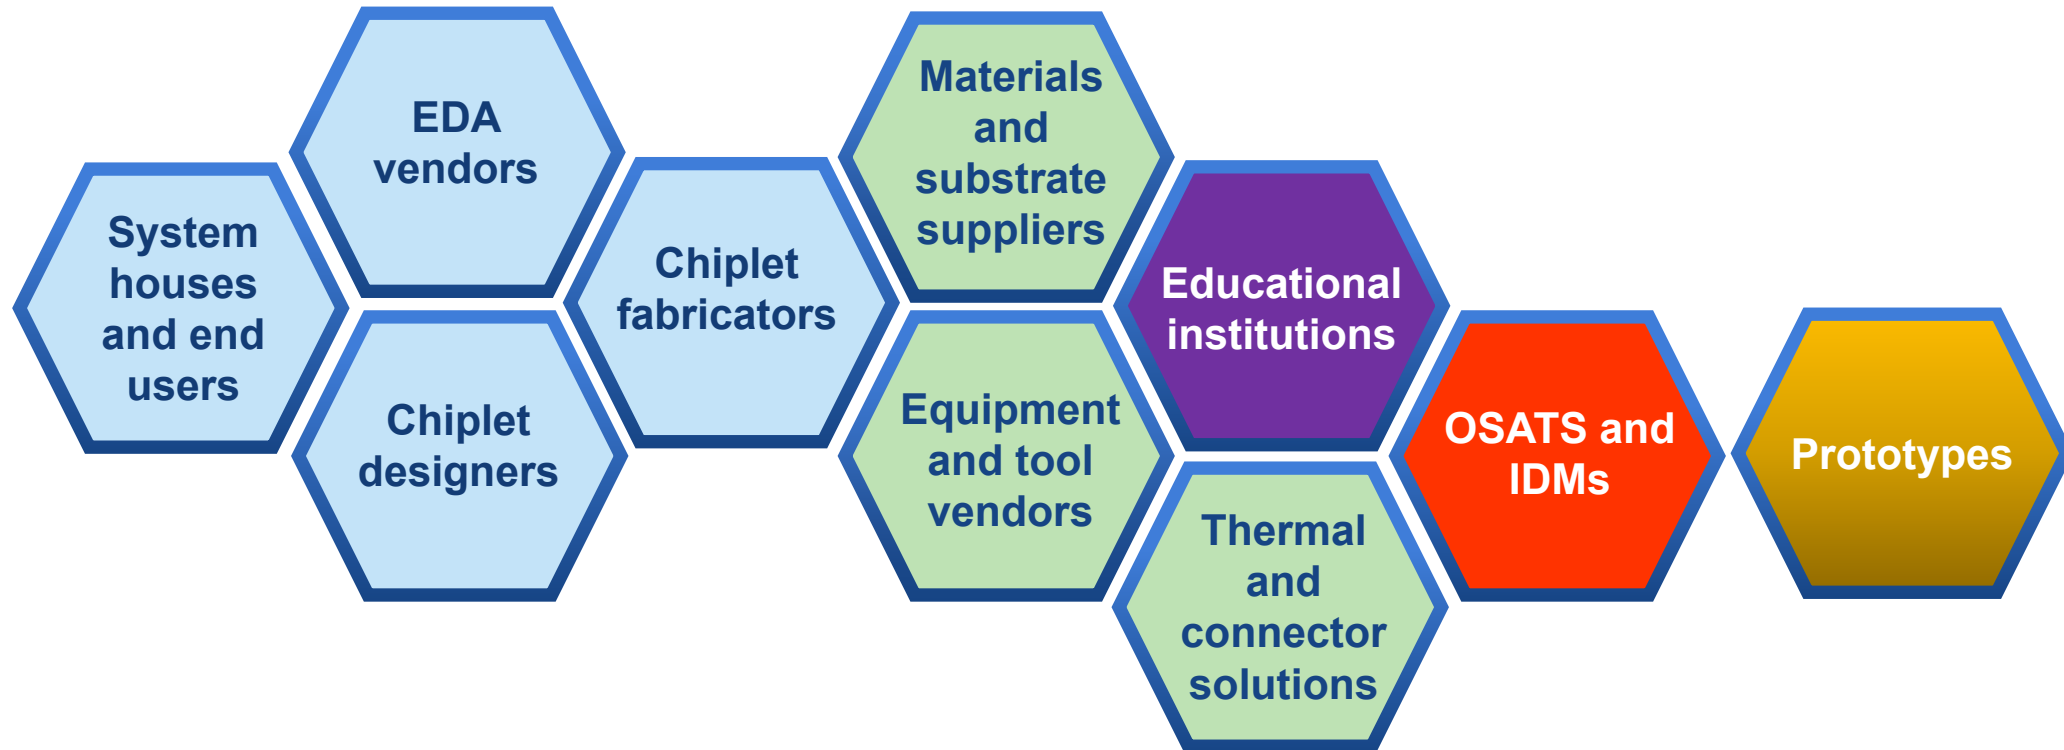 System
houses
and end
users
EDA
vendors
Chiplet
designers
Chiplet
fabricators
Materials
and
substrate
suppliers
Equipment
and tool
vendors
Educational
institutions
Thermal
and
connector
solutions
OSATS and
IDMs
Prototypes